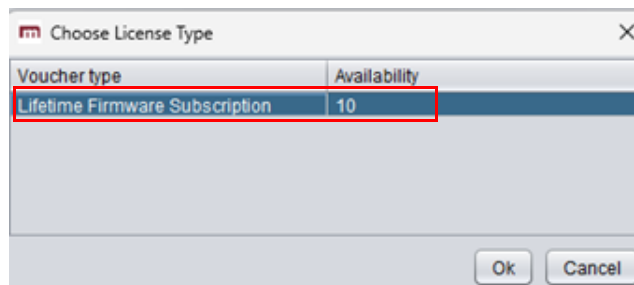 Choose License Type
Voucher type Availability
Lifetime Firmware Subscription 10
Ok Cancel